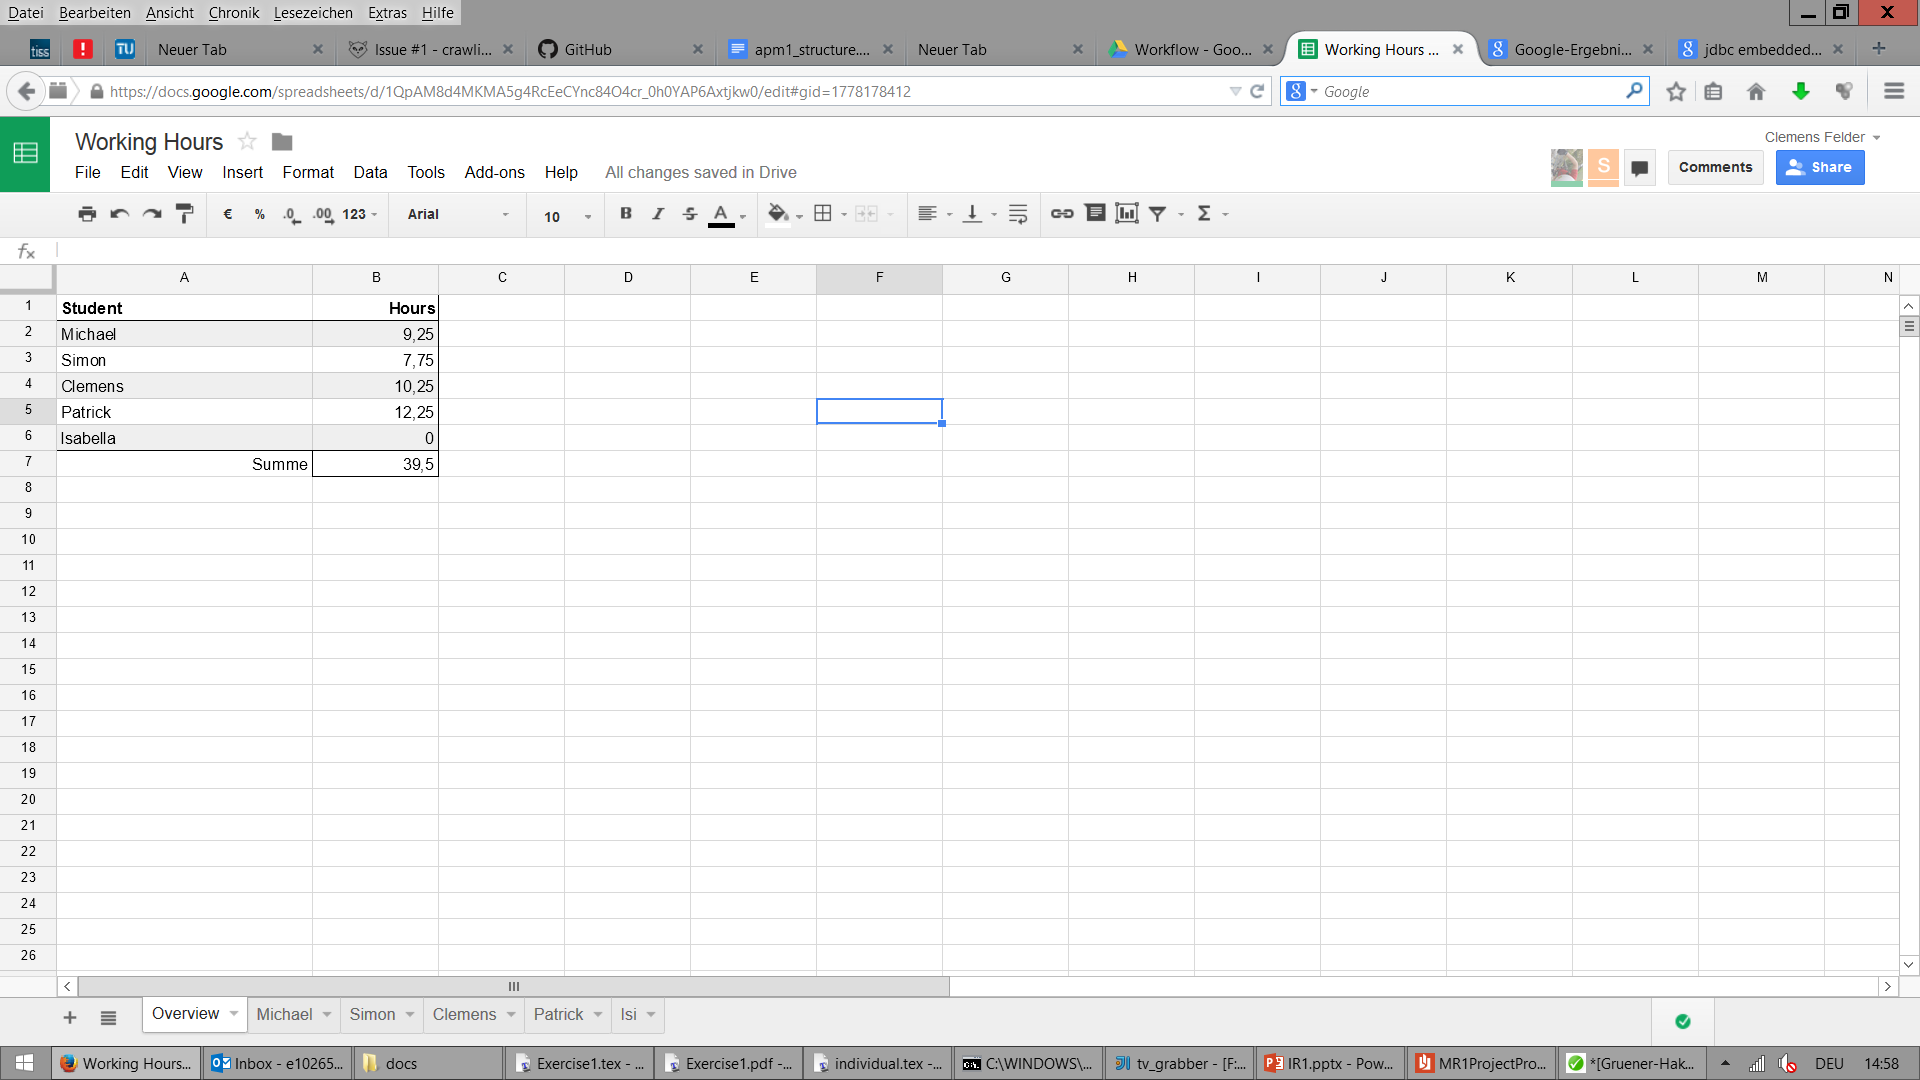 Datei Bearbeiten Ansicht Chronik Lesezeichen Extras Hilfe
tiss ! TU Neuer Tab Issue #1 - crawli... GitHub apm1_structure.... Neuer Tab Workflow - Goo... Working Hours ... Google-Ergebni... jdbc embedded...
https://docs.google.com/spreadsheets/d/1QpAM8d4MKMA5g4RcEeCYnc84O4cr_0h0YAP6Axtjkw0/edit#gid=1778178412 Google
Working Hours Clemens Felder
File Edit View Insert Format Data Tools Add-ons Help All changes saved in Drive S Comments Share
€ % .0 .00 123 Arial 10 B I S A Σ
fx
A B C D E F G H I J K L M N
1 Student Hours
2 Michael 9,25
3 Simon 7,75
4 Clemens 10,25
5 Patrick 12,25
6 Isabella 0
7 Summe 39,5
8
9
10
11
12
13
14
15
16
17
18
19
20
21
22
23
24
25
26
Overview Michael Simon Clemens Patrick Isi
Working Hours... Inbox - e10265... docs Exercise1.tex - ... Exercise1.pdf -... individual.tex -... C:\WINDOWS\... tv_grabber - [F:... IR1.pptx - Pow... MR1ProjectPro... *[Gruener-Hak... DEU 14:58